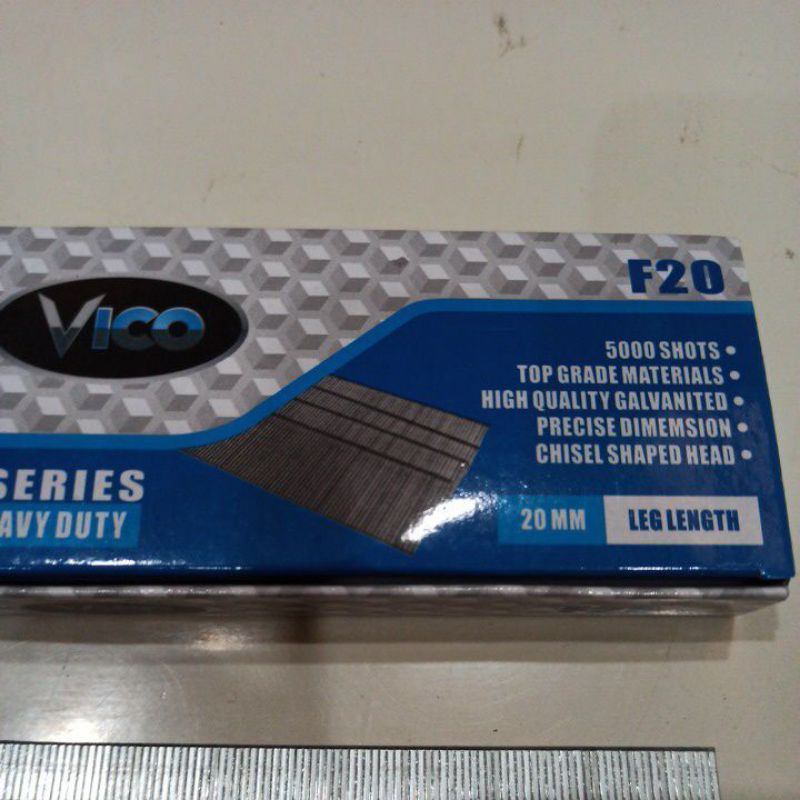 VICO
F20
5000 SHOTS •
TOP GRADE MATERIALS •
HIGH QUALITY GALVANITED •
PRECISE DIMEMSION •
CHISEL SHAPED HEAD •
SERIES
AVY DUTY
20 MM LEG LENGTH